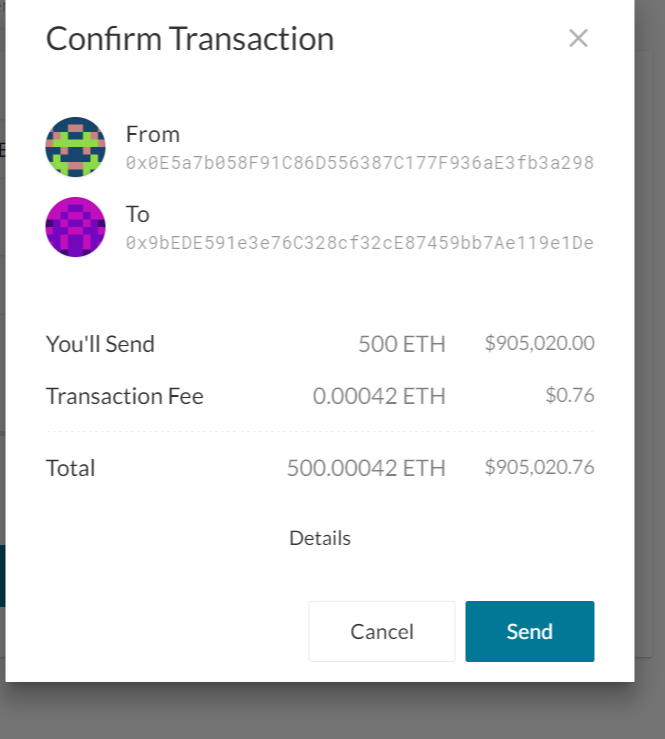 Confirm Transaction
From
0x0E5a7b058F91C86D556387C177F936aE3fb3a298
To
0x9bEDE591e3e76C328cf32cE87459bb7Ae119e1De
You'll Send 500 ETH $905,020.00
Transaction Fee 0.00042 ETH $0.76
Total 500.00042 ETH $905,020.76
Details
Cancel Send